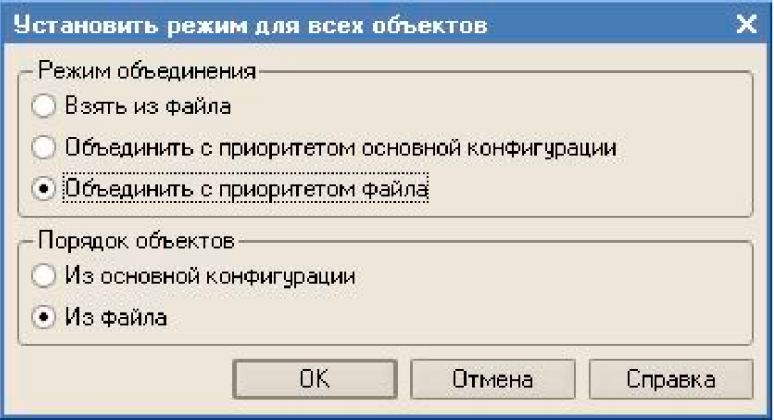 Установить режим для всех объектов
Режим объединения
Взять из файла
Объединить с приоритетом основной конфигурации
Объединить с приоритетом файла
Порядок объектов
Из основной конфигурации
Из файла
OK Отмена Справка